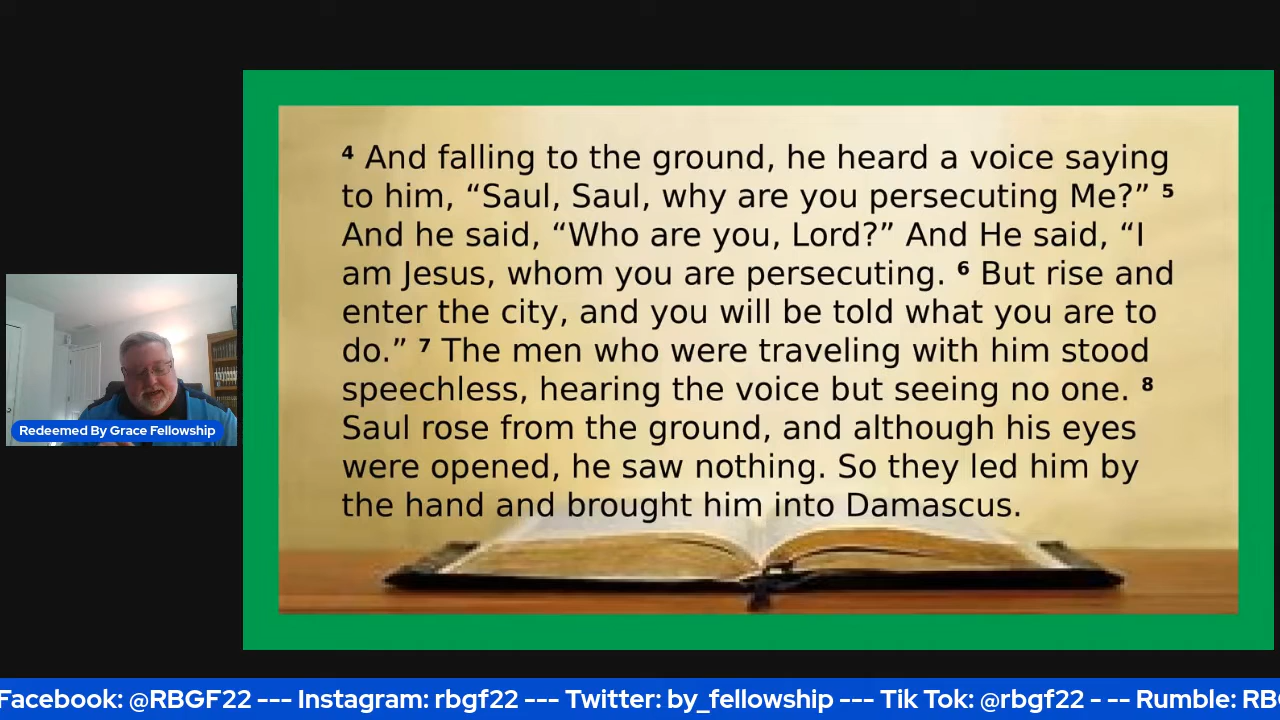 ⁴ And falling to the ground, he heard a voice saying
to him, “Saul, Saul, why are you persecuting Me?” ⁵
And he said, “Who are you, Lord?” And He said, “I
am Jesus, whom you are persecuting. ⁶ But rise and
enter the city, and you will be told what you are to
do.” ⁷ The men who were traveling with him stood
speechless, hearing the voice but seeing no one. ⁸
Saul rose from the ground, and although his eyes
were opened, he saw nothing. So they led him by
the hand and brought him into Damascus.
Redeemed By Grace Fellowship
Facebook: @RBGF22 --- Instagram: rbgf22 --- Twitter: by_fellowship --- Tik Tok: @rbgf22 - -- Rumble: RB